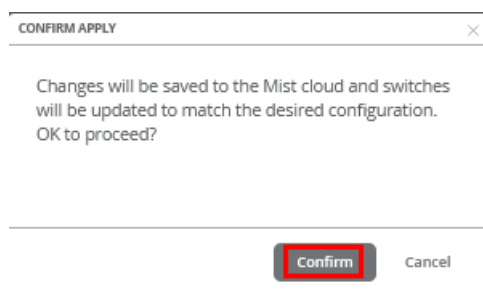 CONFIRM APPLY
Changes will be saved to the Mist cloud and switches
will be updated to match the desired configuration.
OK to proceed?
Confirm Cancel